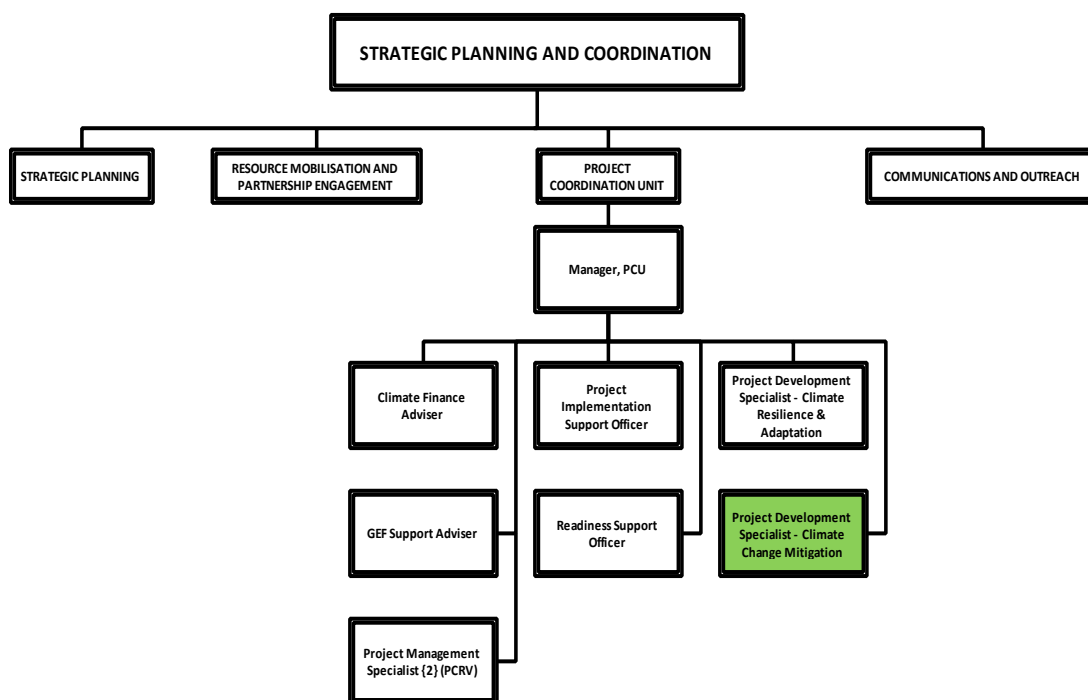 STRATEGIC PLANNING AND COORDINATION
STRATEGIC PLANNING
RESOURCE MOBILISATION AND
PARTNERSHIP ENGAGEMENT
PROJECT
COORDINATION UNIT
COMMUNICATIONS AND OUTREACH
Manager, PCU
Climate Finance
Adviser
Project
Implementation
Support Officer
Project Development
Specialist - Climate
Resilience &
Adaptation
GEF Support Adviser
Readiness Support
Officer
Project Development
Specialist - Climate
Change Mitigation
Project Management
Specialist {2} (PCRV)